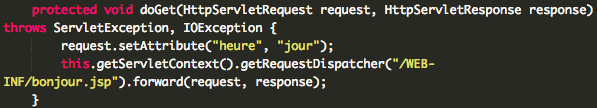 protected void doGet(HttpServletRequest request, HttpServletResponse response)
throws ServletException, IOException {
request.setAttribute("heure", "jour");
this.getServletContext().getRequestDispatcher("/WEB-
INF/bonjour.jsp").forward(request, response);
}